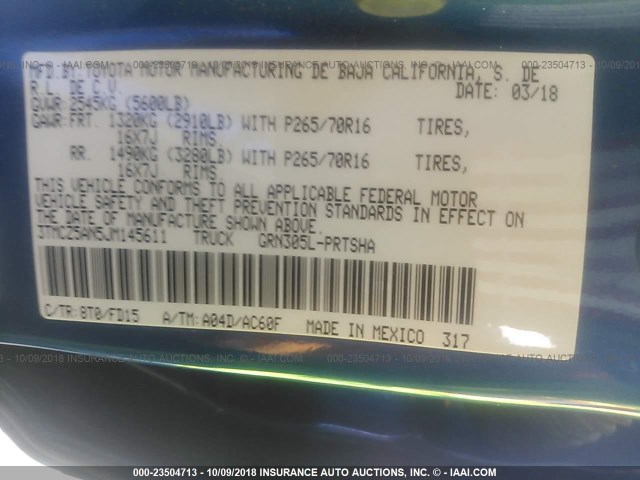 MFD.BY:TOYOTA MOTOR MANUFACTURING DE BAJA CALIFORNIA, S. DE
R.L. DE C.V. DATE: 03/18
GVWR:2545KG (5600LB)
GAWR:FRT. 1320KG (2910LB) WITH P265/70R16 TIRES,
16X7J RIMS,
RR. 1490KG (3280LB) WITH P265/70R16 TIRES,
16X7J RIMS
THIS VEHICLE CONFORMS TO ALL APPLICABLE FEDERAL MOTOR
VEHICLE SAFETY AND THEFT PREVENTION STANDARDS IN EFFECT ON
THE DATE OF MANUFACTURE SHOWN ABOVE.
3TMCZ5AN5JM145611 TRUCK GRN305L-PRTSHA
C/TR:8T0/FD15 A/TM:A04D/AC60F MADE IN MEXICO 317
000-23504713 - 10/09/2018 INSURANCE AUTO AUCTIONS, INC. - © IAAI.COM